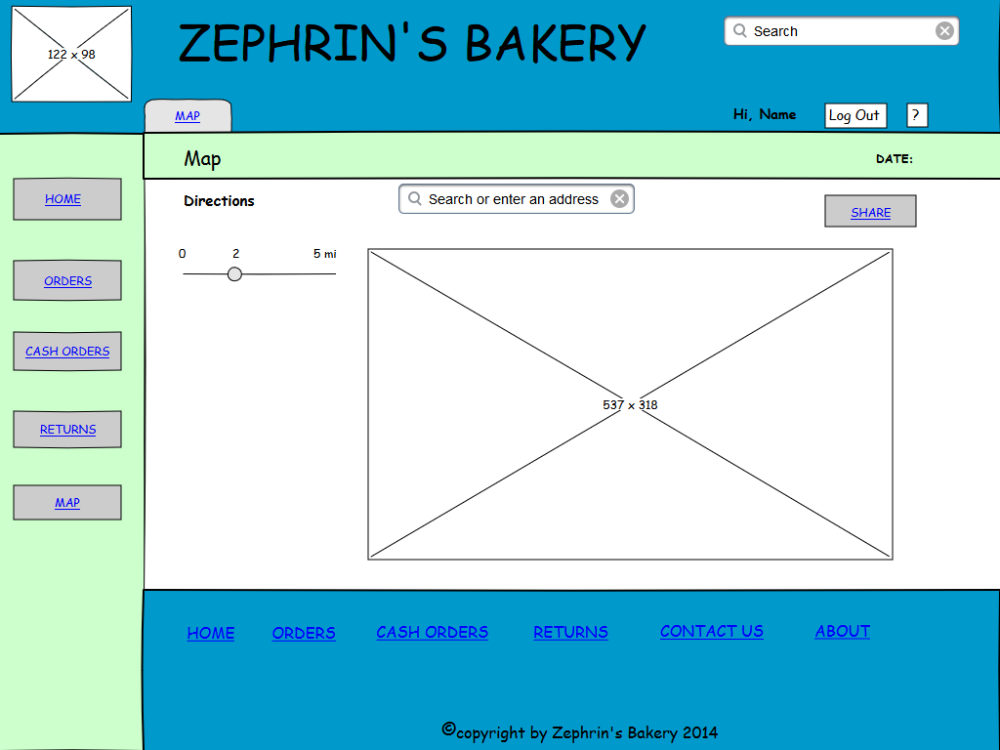 122 x 98
ZEPHRIN'S BAKERY
Search
MAP
Hi, Name
Log Out
?
Map
DATE:
HOME
ORDERS
CASH ORDERS
RETURNS
MAP
Directions
Search or enter an address
SHARE
0 2 5 mi
537 x 318
HOME ORDERS CASH ORDERS RETURNS CONTACT US ABOUT
©copyright by Zephrin's Bakery 2014